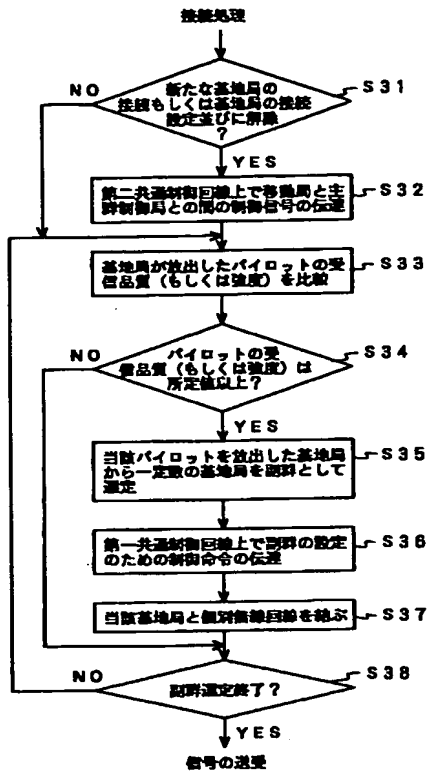 接続処理
新たな基地局の
接続もしくは基地局の接続
設定並びに解除
？
S31
NO
YES
第二共通制御回線上で移動局と主
群制御局との間の制御信号の伝達
S32
基地局が放出したパイロットの受
信品質（もしくは強度）を比較
S33
パイロットの受
信品質（もしくは強度）は
所定値以上？
S34
NO
YES
当該パイロットを放出した基地局
から一定数の基地局を副群として
選定
S35
第一共通制御回線上で副群の設定
のための制御命令の伝達
S36
当該基地局と個別無線回線を結ぶ
S37
副群選定終了？
S38
NO
YES
信号の送受